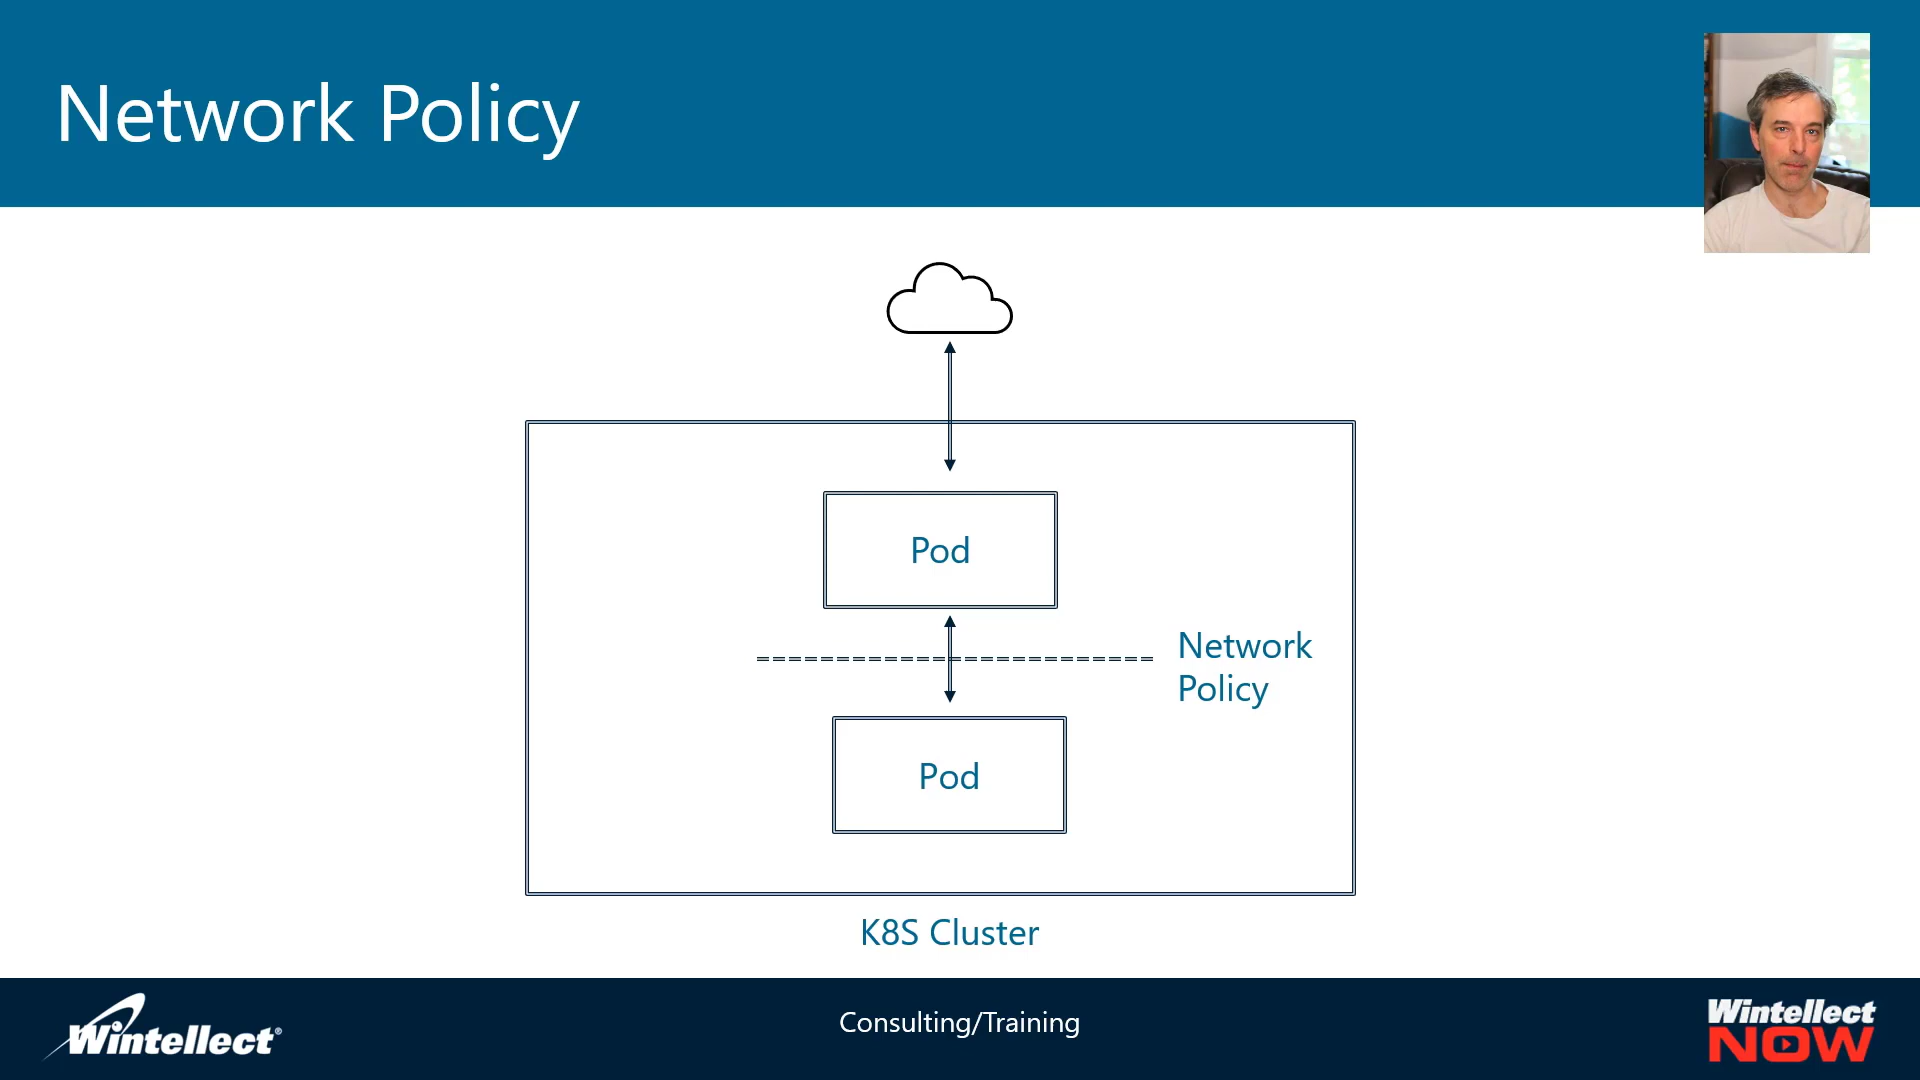 Network Policy
Pod
Network
Policy
Pod
K8S Cluster
Wintellect®
Consulting/Training
Wintellect
NOW